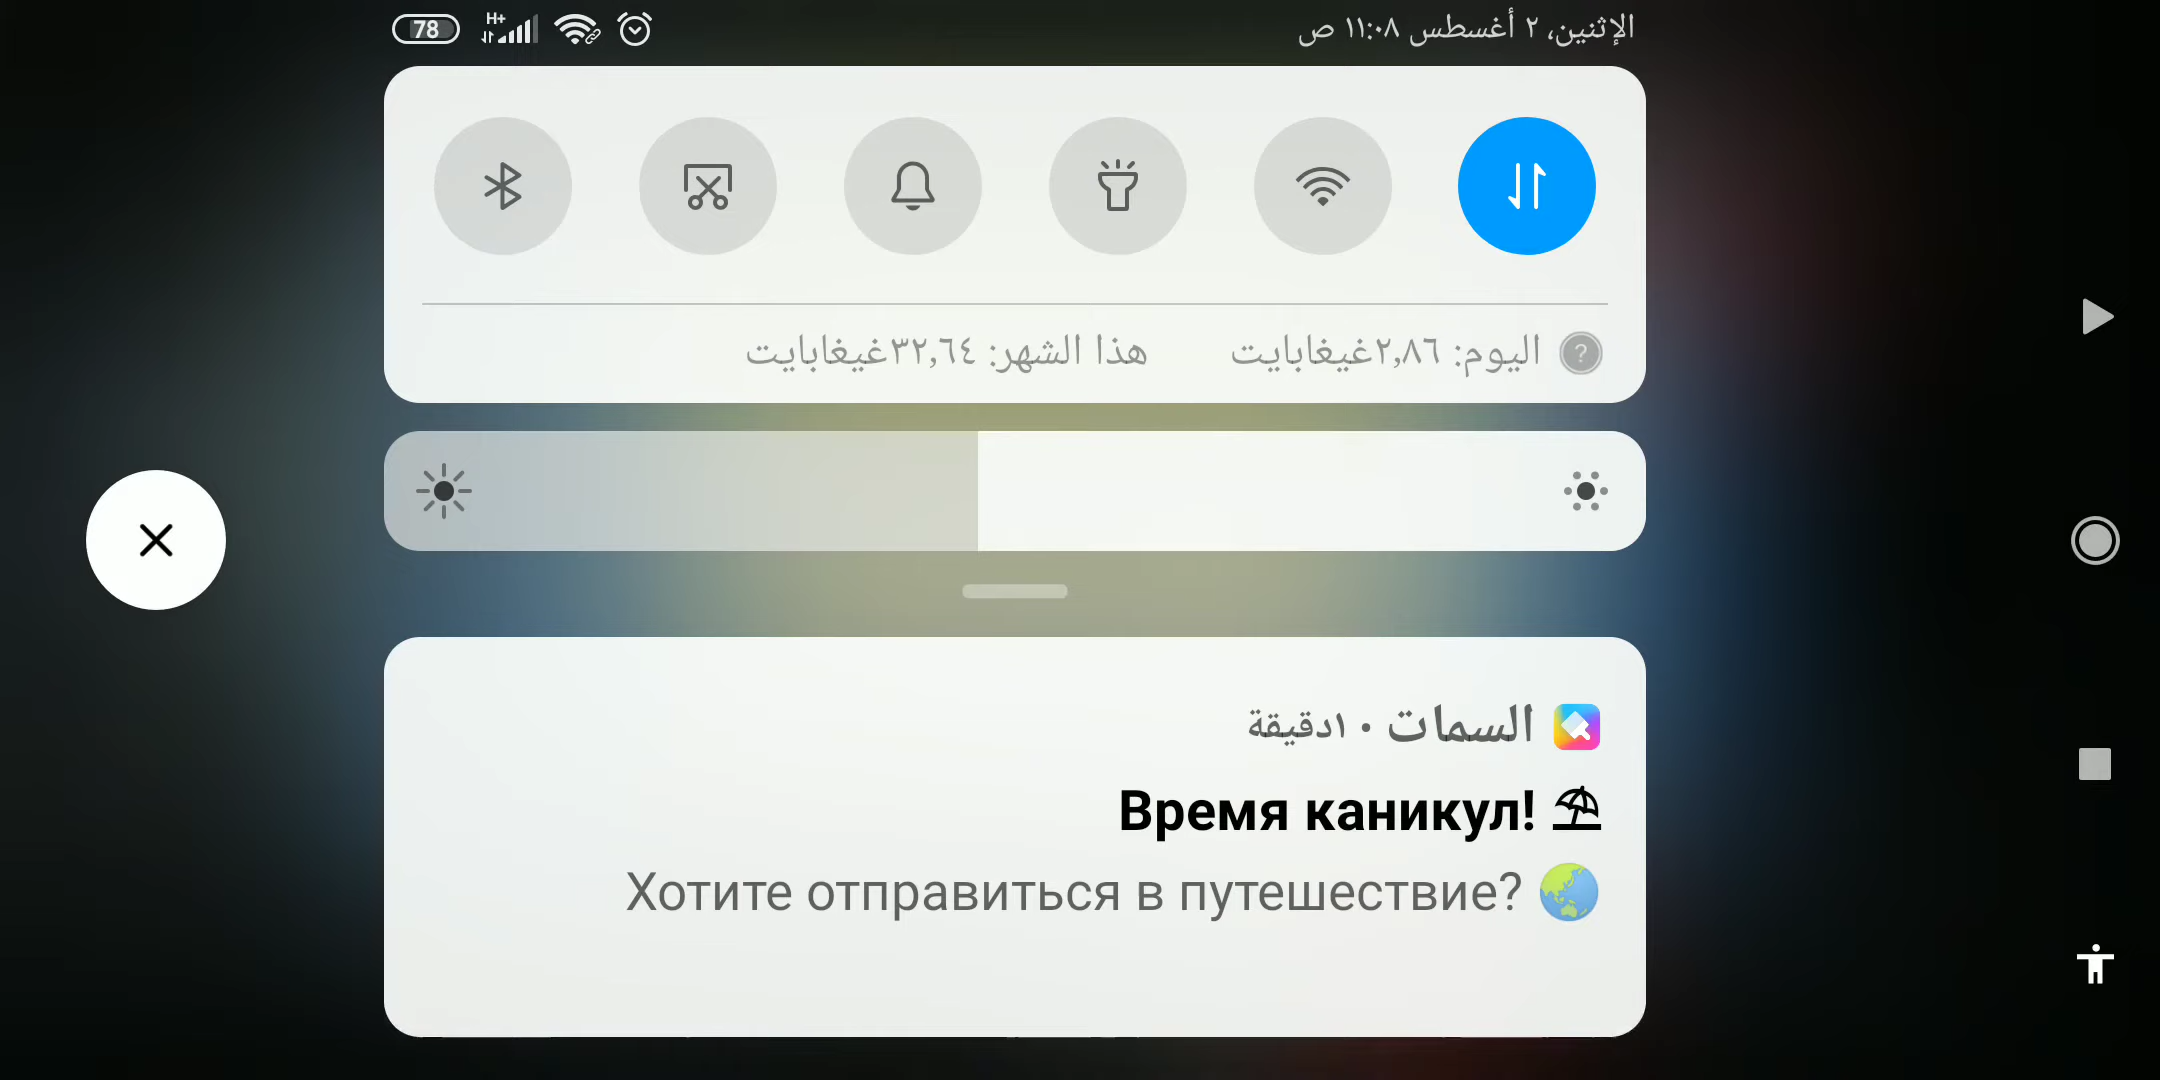 الإثنين، ٢ أغسطس ١١:٠٨ ص
H+ 78
اليوم: ٢,٨٦غيغابايت هذا الشهر: ٣٢,٦٤غيغابايت
السمات • ١دقيقة
Время каникул! ⛱
Хотите отправиться в путешествие? 🌏